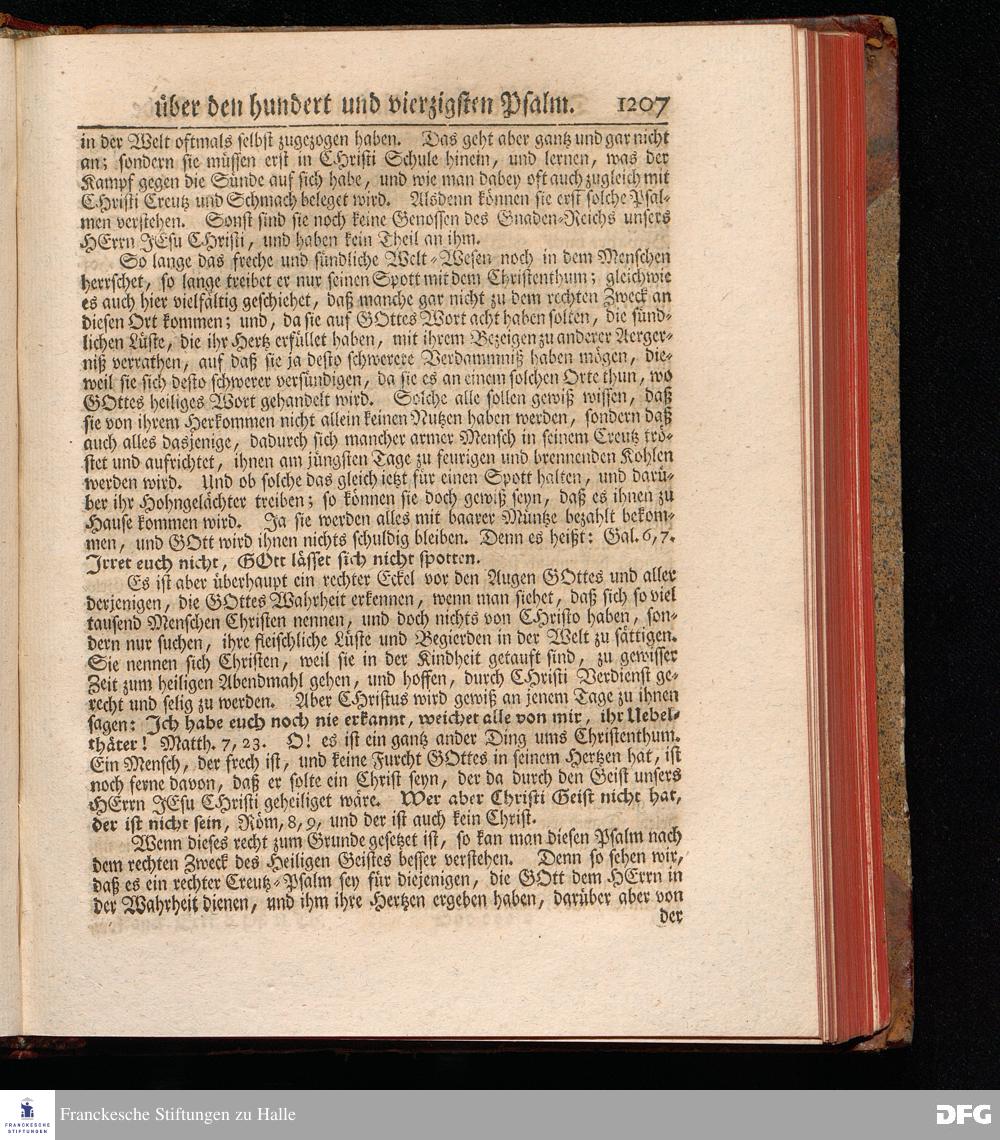 über den hundert und vierzigsten Psalm. 1207
in der Welt oftmals selbst zugezogen haben. Das geht aber gantz und gar nicht
an; sondern sie müssen erst in CHristi Schule hinein, und lernen, was der
Kampf gegen die Sünde auf sich habe, und wie man dabey oft auch zugleich mit
CHristi Creutz und Schmach beleget wird. Alsdenn können sie erst solche Psal-
men verstehen. Sonst sind sie noch keine Genossen des Gnaden-Reichs unsers
HErrn JEsu CHristi, und haben kein Theil an ihm.
So lange das freche und sündliche Welt-Wesen noch in dem Menschen
herrschet, so lange treibet er nur seinen Spott mit dem Christenthum; gleichwie
es auch hier vielfältig geschiehet, daß manche gar nicht zu dem rechten Zweck an
diesen Ort kommen; und, da sie auf GOttes Wort acht haben solten, die sünd-
lichen Lüste, die ihr Hertz erfüllet haben, mit ihrem Bezeigen zu anderer Aerger-
niß verrathen, auf daß sie ja desto schwerere Verdammniß haben mögen, die-
weil sie sich desto schwerer versündigen, da sie es an einem solchen Orte thun, wo
GOttes heiliges Wort gehandelt wird. Solche alle sollen gewiß wissen, daß
sie von ihrem Herkommen nicht allein keinen Nutzen haben werden, sondern daß
auch alles dasjenige, dadurch sich mancher armer Mensch in seinem Creutz trö-
stet und aufrichtet, ihnen am jüngsten Tage zu feurigen und brennenden Kohlen
werden wird. Und ob solche das gleich ietzt für einen Spott halten, und darü-
ber ihr Hohngelächter treiben; so können sie doch gewiß seyn, daß es ihnen zu
Hause kommen wird. Ja sie werden alles mit baarer Müntze bezahlt bekom-
men, und GOtt wird ihnen nichts schuldig bleiben. Denn es heißt: Gal. 6, 7.
Irret euch nicht, GOtt lässet sich nicht spotten.
Es ist aber überhaupt ein rechter Eckel vor den Augen GOttes und aller
derjenigen, die GOttes Wahrheit erkennen, wenn man siehet, daß sich so viel
tausend Menschen Christen nennen, und doch nichts von CHristo haben, son-
dern nur suchen, ihre fleischliche Lüste und Begierden in der Welt zu sättigen.
Sie nennen sich Christen, weil sie in der Kindheit getauft sind, zu gewisser
Zeit zum heiligen Abendmahl gehen, und hoffen, durch CHristi Verdienst ge-
recht und selig zu werden. Aber CHristus wird gewiß an jenem Tage zu ihnen
sagen: Ich habe euch noch nie erkannt, weichet alle von mir, ihr Uebel-
thäter! Matth. 7, 23. O! es ist ein gantz ander Ding ums Christenthum.
Ein Mensch, der frech ist, und keine Furcht GOttes in seinem Hertzen hat, ist
noch ferne davon, daß er solte ein Christ seyn, der da durch den Geist unsers
HErrn JEsu CHristi geheiliget wäre. Wer aber Christi Geist nicht hat,
der ist nicht sein, Röm, 8, 9, und der ist auch kein Christ.
Wenn dieses recht zum Grunde gesetzet ist, so kan man diesen Psalm nach
dem rechten Zweck des Heiligen Geistes besser verstehen. Denn so sehen wir,
daß es ein rechter Creutz-Psalm sey für diejenigen, die GOtt dem HErrn in
der Wahrheit dienen, und ihm ihre Hertzen ergeben haben, darüber aber von
der
FRANCKESCHE
STIFTUNGEN
Franckesche Stiftungen zu Halle
DFG